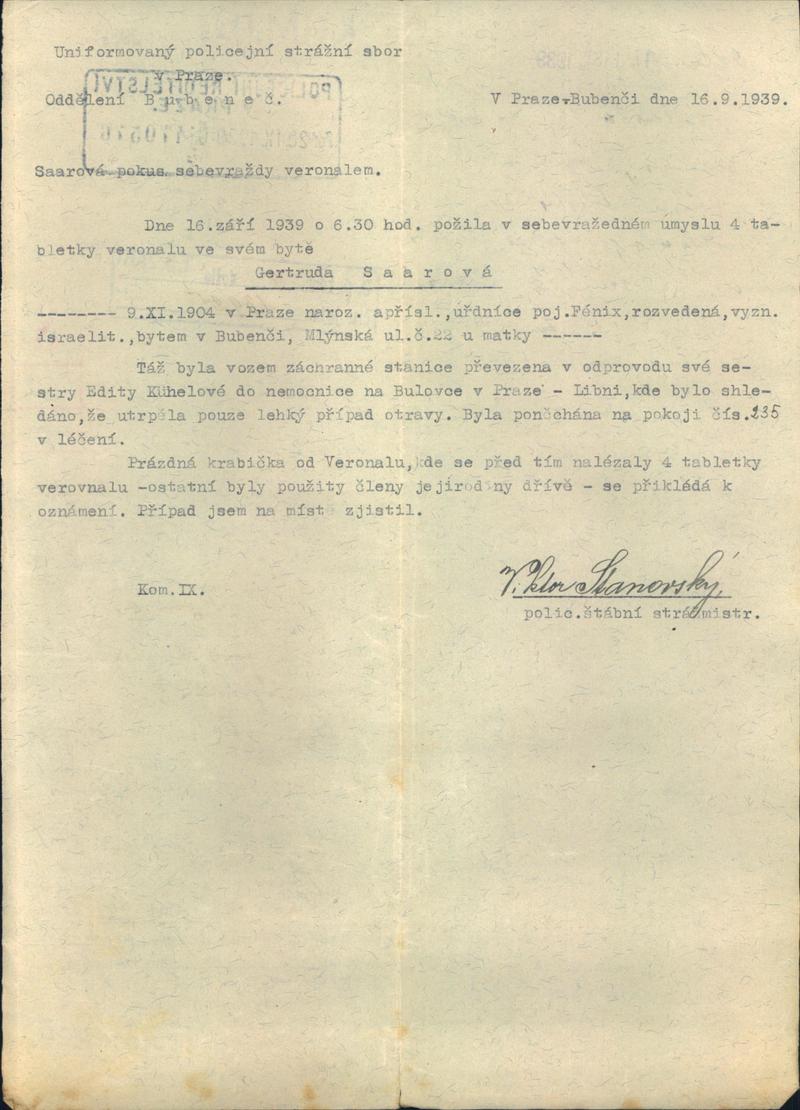 Uniformovaný policejní strážní sbor
v Praze.
Oddělení B u b e n e č.
V Praze-Bubenči dne 16.9.1939.
Saarová pokus sebevraždy veronalem.
Dne 16.září 1939 o 6.30 hod. požila v sebevražedném úmyslu 4 ta-
bletky veronalu ve svém bytě
Gertruda S a a r o v á
-------- 9.XI.1904 v Praze naroz. apřísl.,úřdnice poj.Fénix,rozvedená,vyzn.
israelit.,bytem v Bubenči, Mlýnská ul.č.22 u matky ------
Táž byla vozem záchranné stanice převezena v odprovodu své se-
stry Edity Kühelové do nemocnice na Bulovce v Praze - Libni,kde bylo shle-
dáno,že utrpěla pouze lehký případ otravy. Byla ponechána na pokoji čís.235
v léčení.
Prázdná krabička od Veronalu,kde se před tím nalézaly 4 tabletky
verovnalu -ostatní byly použity členy jejírodiny dřívě - se přikládá k
oznámení. Případ jsem na místě zjistil.
Kom.IX.
Viktor Stanovský,
polic.štábní strážmistr.